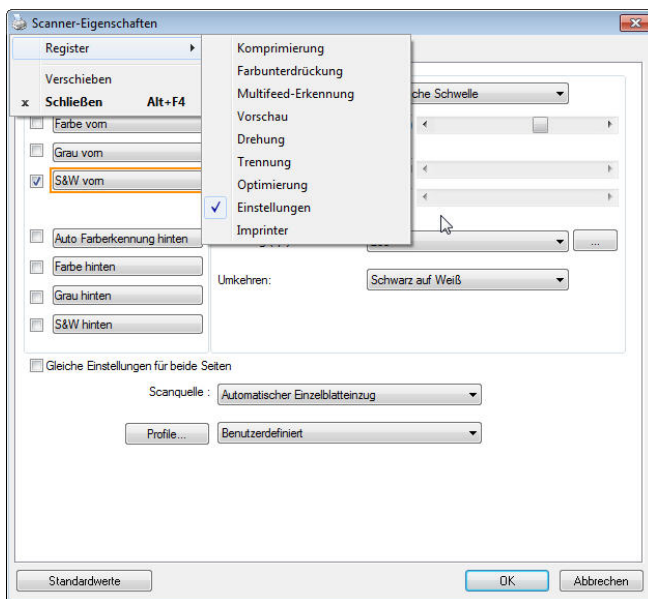 Scanner-Eigenschaften
Register
Verschieben
x Schließen Alt+F4
Komprimierung
Farbunterdrückung
Multifeed-Erkennung
Vorschau
Drehung
Trennung
Optimierung
Einstellungen
Imprinter
che Schwelle
Farbe vorn
Grau vorn
S&W vorn
Auto Farberkennung hinten
...
Farbe hinten
Umkehren: Schwarz auf Weiß
Grau hinten
S&W hinten
Gleiche Einstellungen für beide Seiten
Scanquelle : Automatischer Einzelblatteinzug
Profile... Benutzerdefiniert
Standardwerte OK Abbrechen